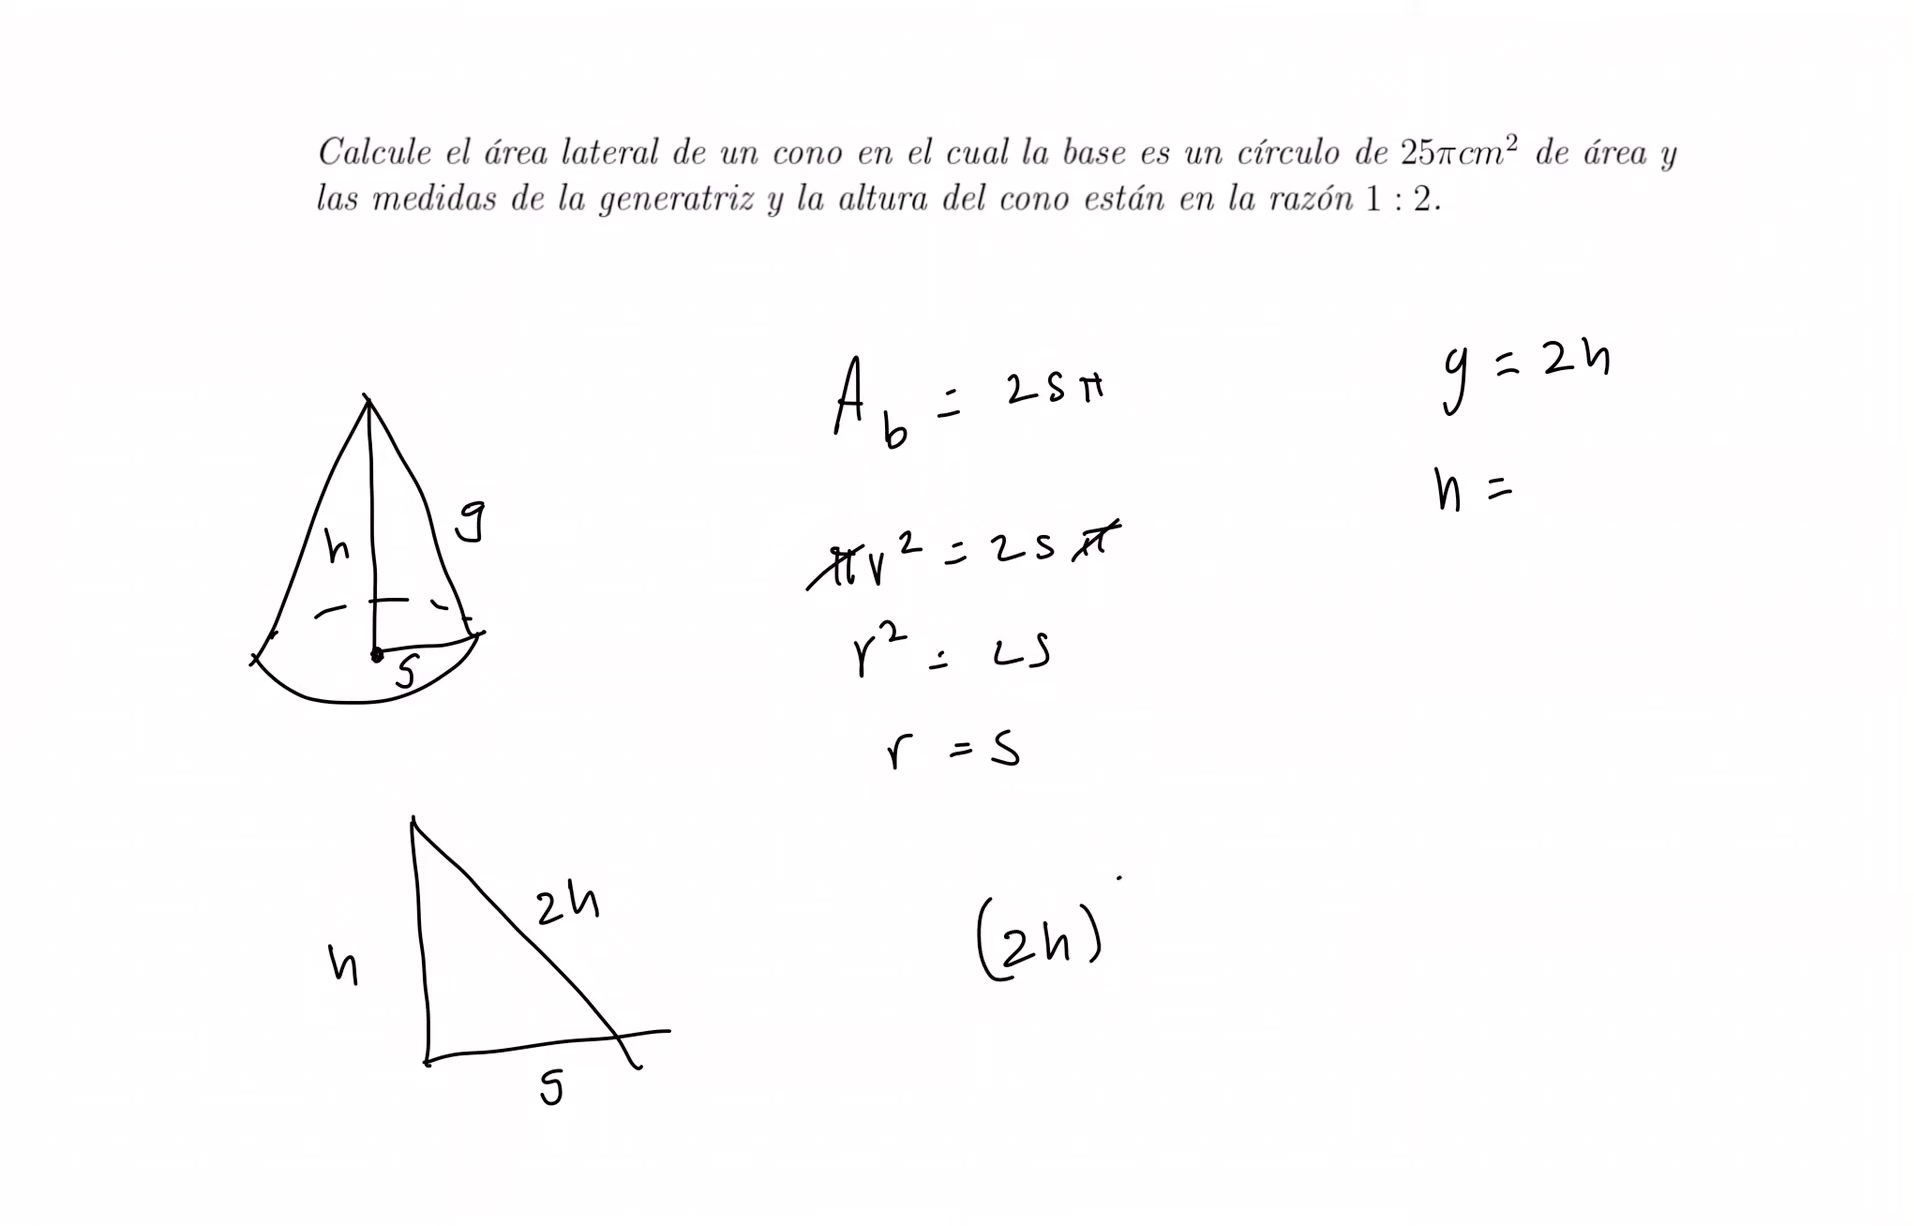 Calcule el área lateral de un cono en el cual la base es un círculo de 25πcm² de área y
las medidas de la generatriz y la altura del cono están en la razón 1 : 2.
A_b = 25π
g = 2h
h =
πr² = 25π
r² = 25
r = 5
h
g
5
h
2h
5
(2h)